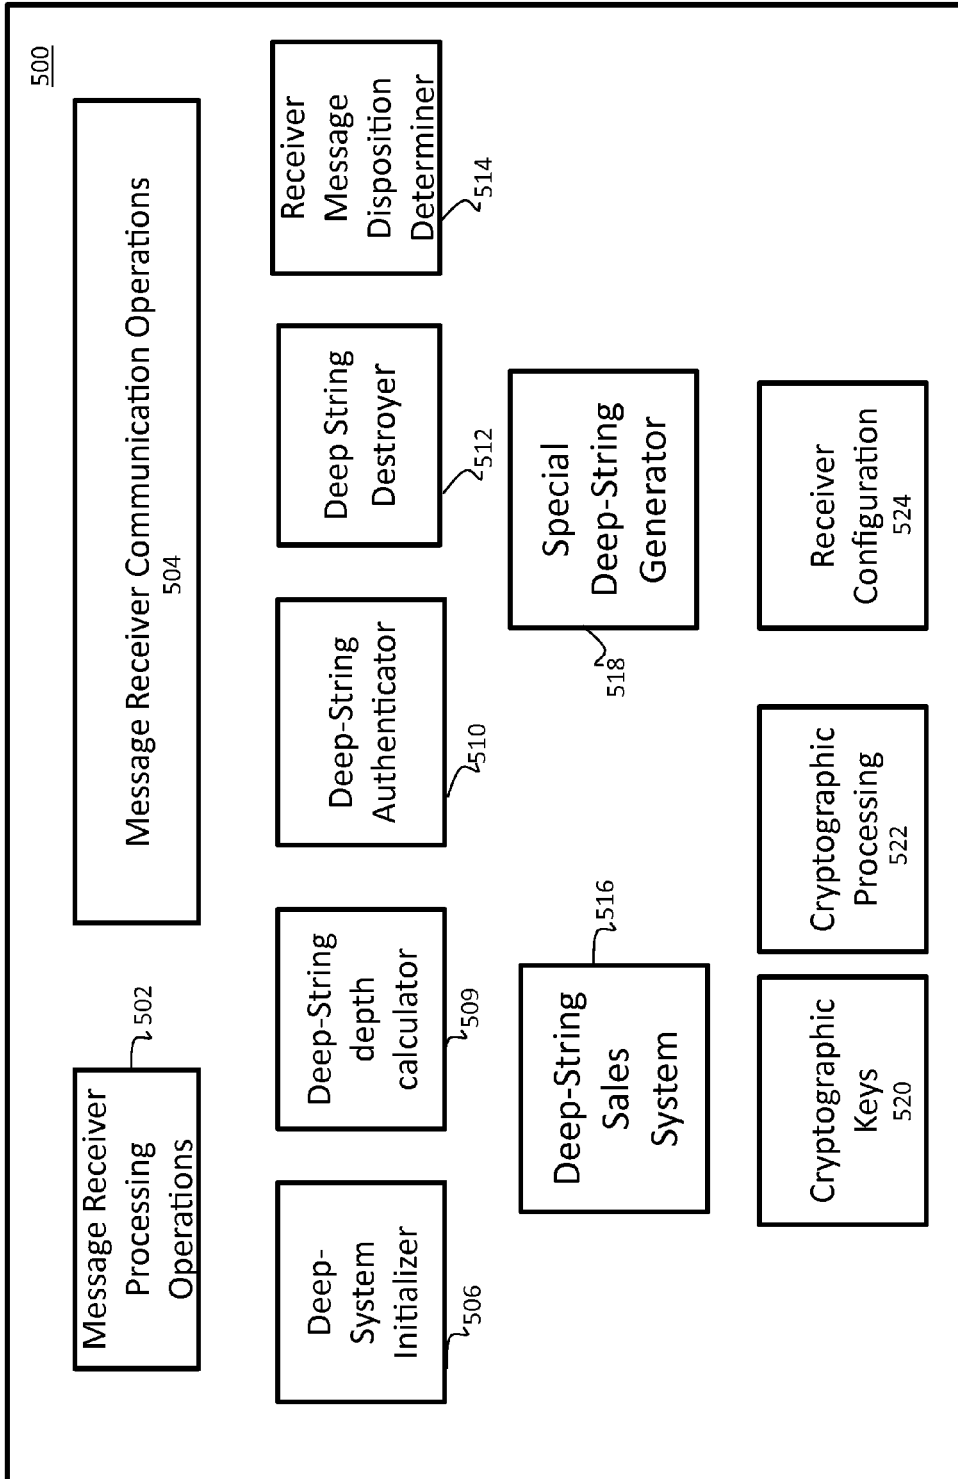 500
Message Receiver
Processing
Operations
502
Message Receiver Communication Operations
504
Deep-
System
Initializer
506
Deep-String
depth
calculator
509
Deep-String
Authenticator
510
Deep String
Destroyer
512
Receiver
Message
Disposition
Determiner
514
Deep-String
Sales
System
516
Special
Deep-String
Generator
518
Cryptographic
Keys
520
Cryptographic
Processing
522
Receiver
Configuration
524